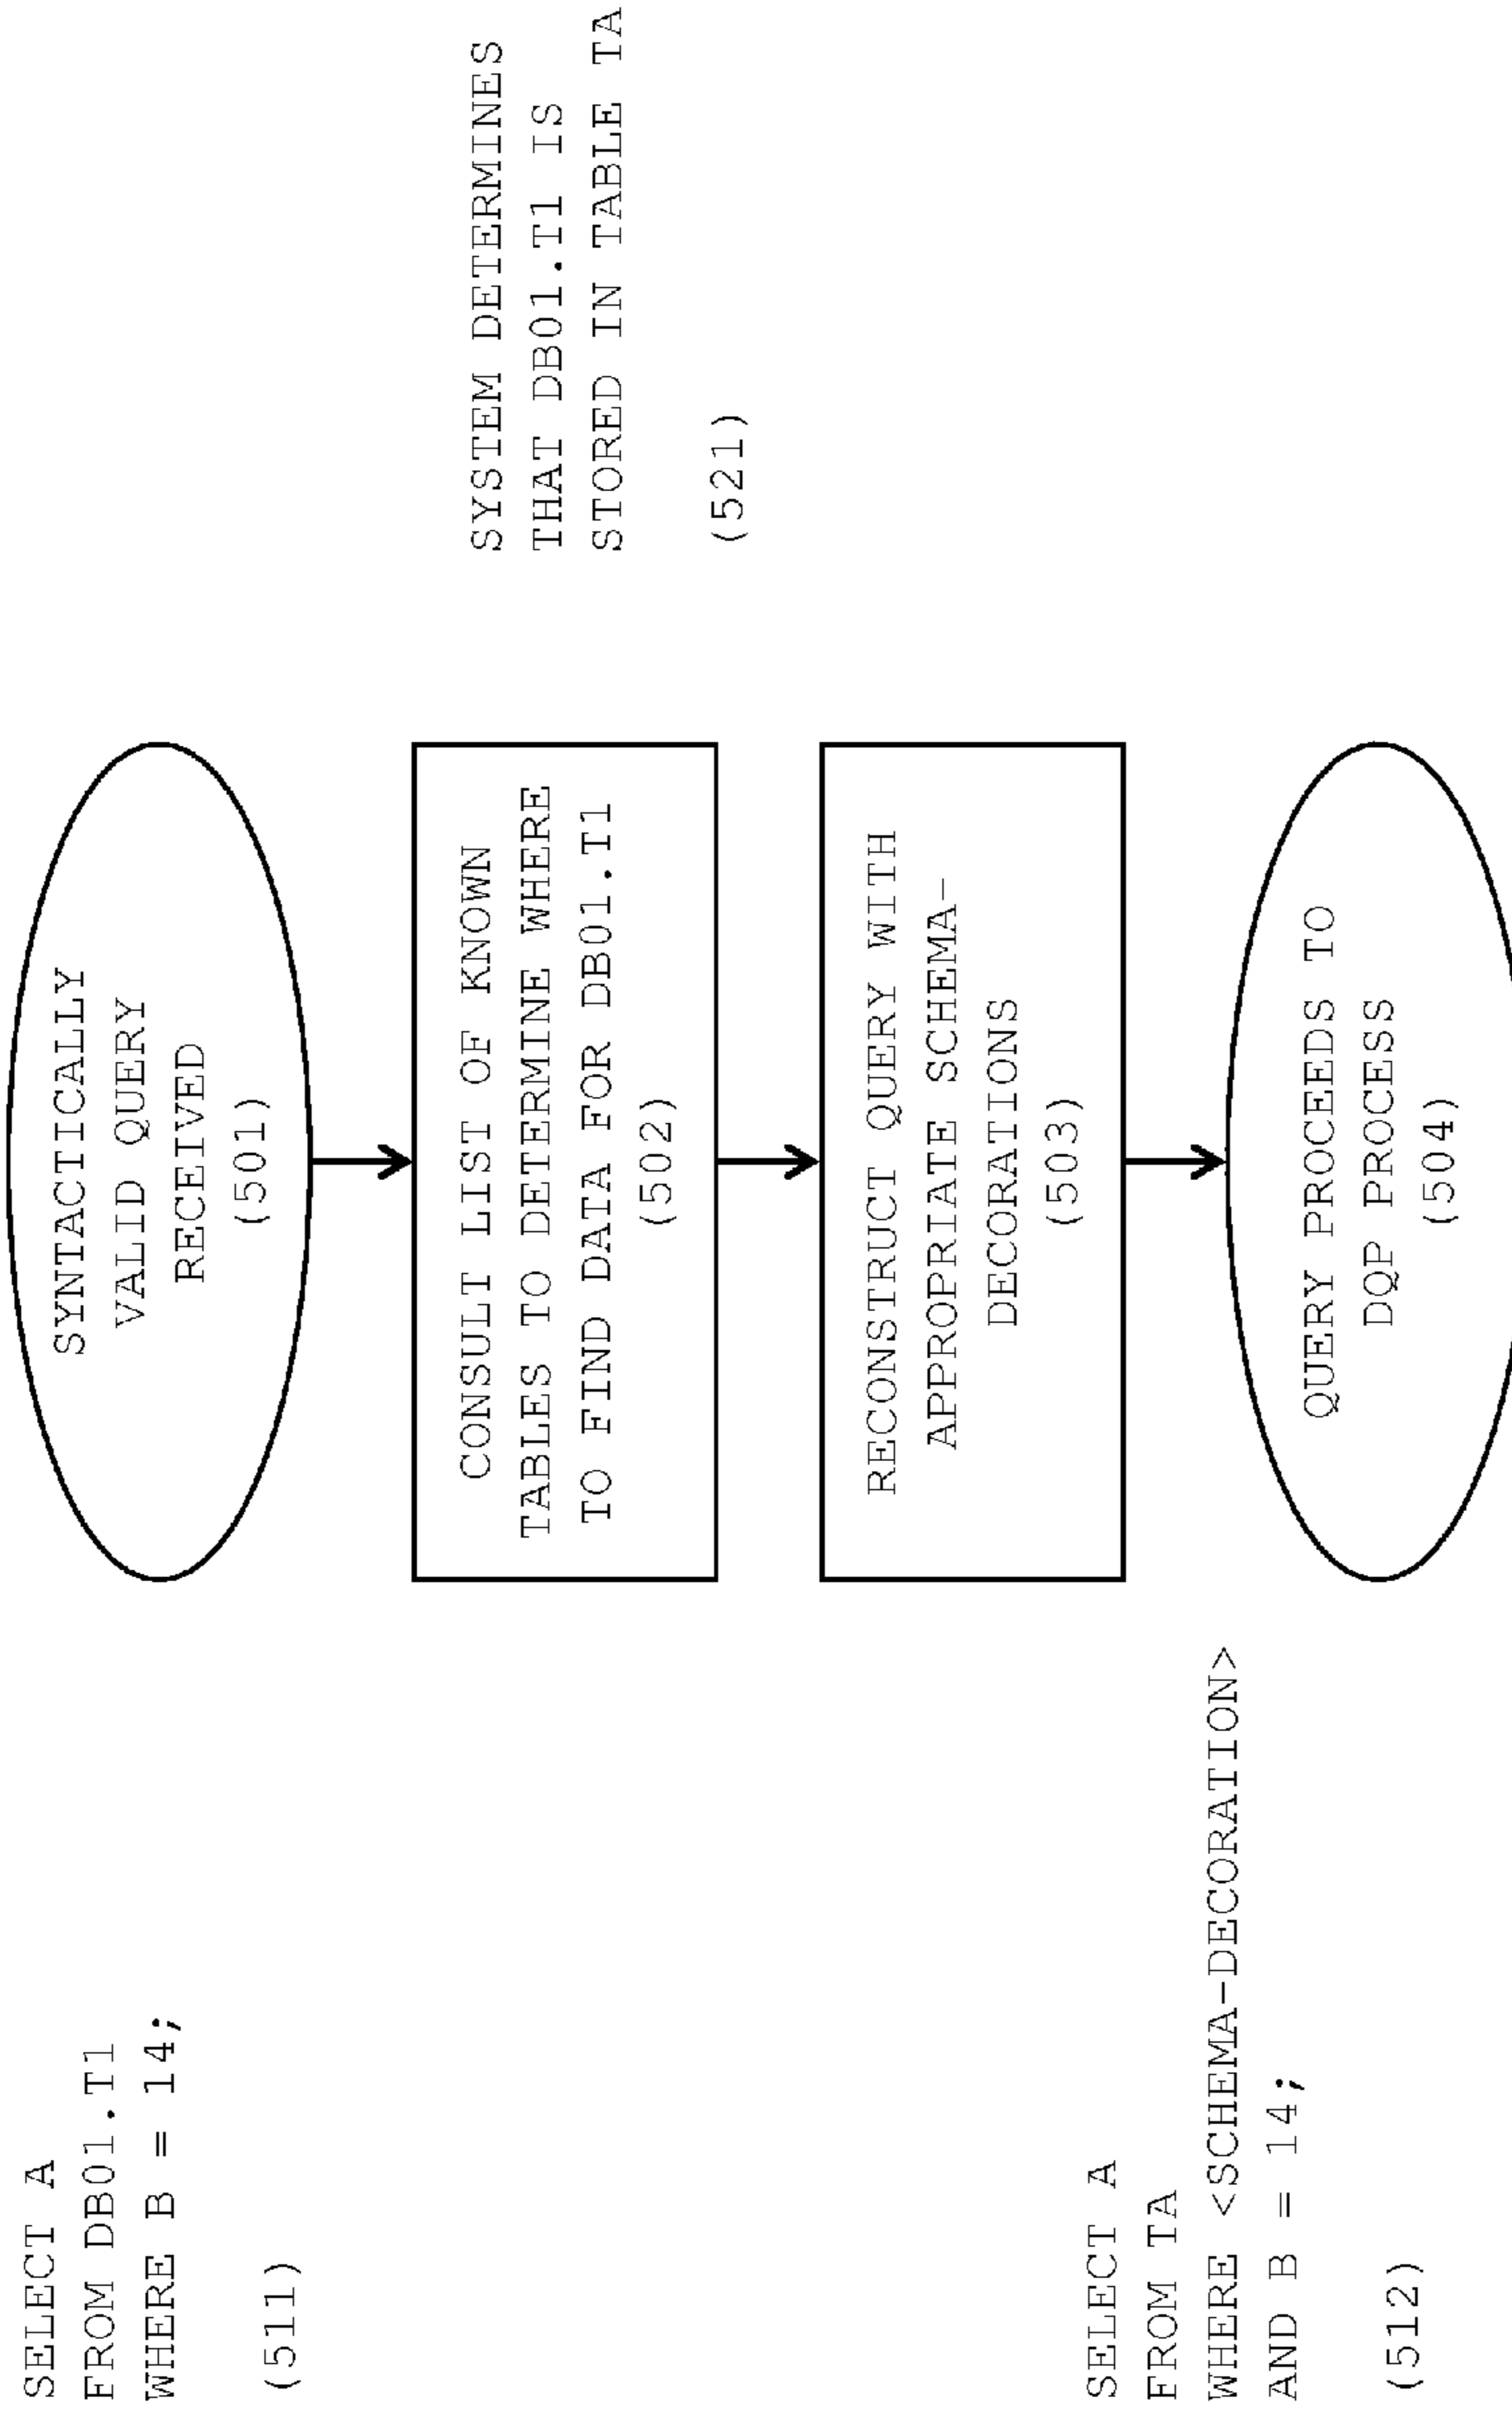 SELECT A
FROM DB01.T1
WHERE B = 14;
(511)
SYNTACTICALLY
VALID QUERY
RECEIVED
(501)
CONSULT LIST OF KNOWN
TABLES TO DETERMINE WHERE
TO FIND DATA FOR DB01.T1
(502)
SYSTEM DETERMINES
THAT DB01.T1 IS
STORED IN TABLE TA
(521)
RECONSTRUCT QUERY WITH
APPROPRIATE SCHEMA-
DECORATIONS
(503)
SELECT A
FROM TA
WHERE <SCHEMA-DECORATION>
AND B = 14;
(512)
QUERY PROCEEDS TO
DQP PROCESS
(504)